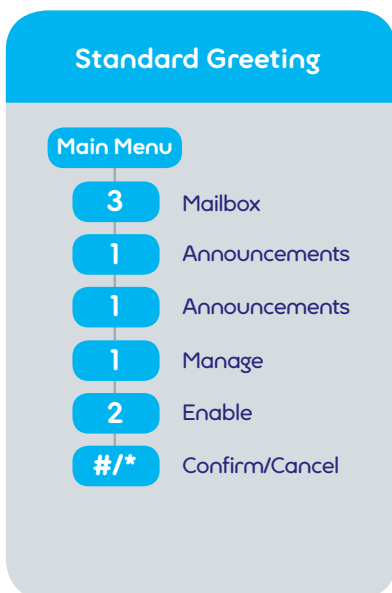 Standard Greeting
Main Menu
3 Mailbox
1 Announcements
1 Announcements
1 Manage
2 Enable
#/* Confirm/Cancel